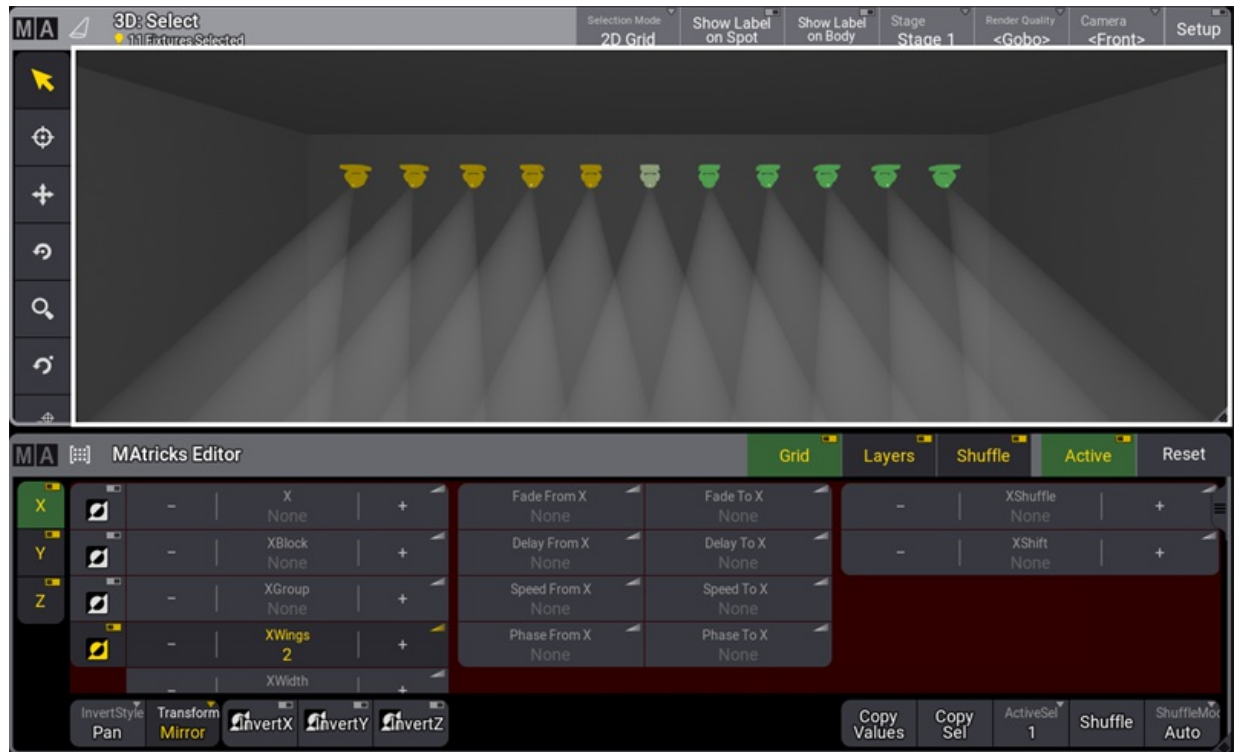 MA 3D: Select
11 Fixtures Selected
Selection Mode
2D Grid
Show Label
on Spot
Show Label
on Body
Stage
Stage 1
Render Quality
<Gobo>
Camera
<Front>
Setup
MA MAtricks Editor
Grid
Layers
Shuffle
Active
Reset
X
Y
Z
- X +
None
- XBlock +
None
- XGroup +
None
- XWings +
2
- XWidth +
Fade From X
None
Fade To X
None
Delay From X
None
Delay To X
None
Speed From X
None
Speed To X
None
Phase From X
None
Phase To X
None
- XShuffle +
None
- XShift +
None
InvertStyle
Pan
Transform
Mirror
InvertX
InvertY
InvertZ
Copy
Values
Copy
Sel
ActiveSel
1
Shuffle
ShuffleMod
Auto